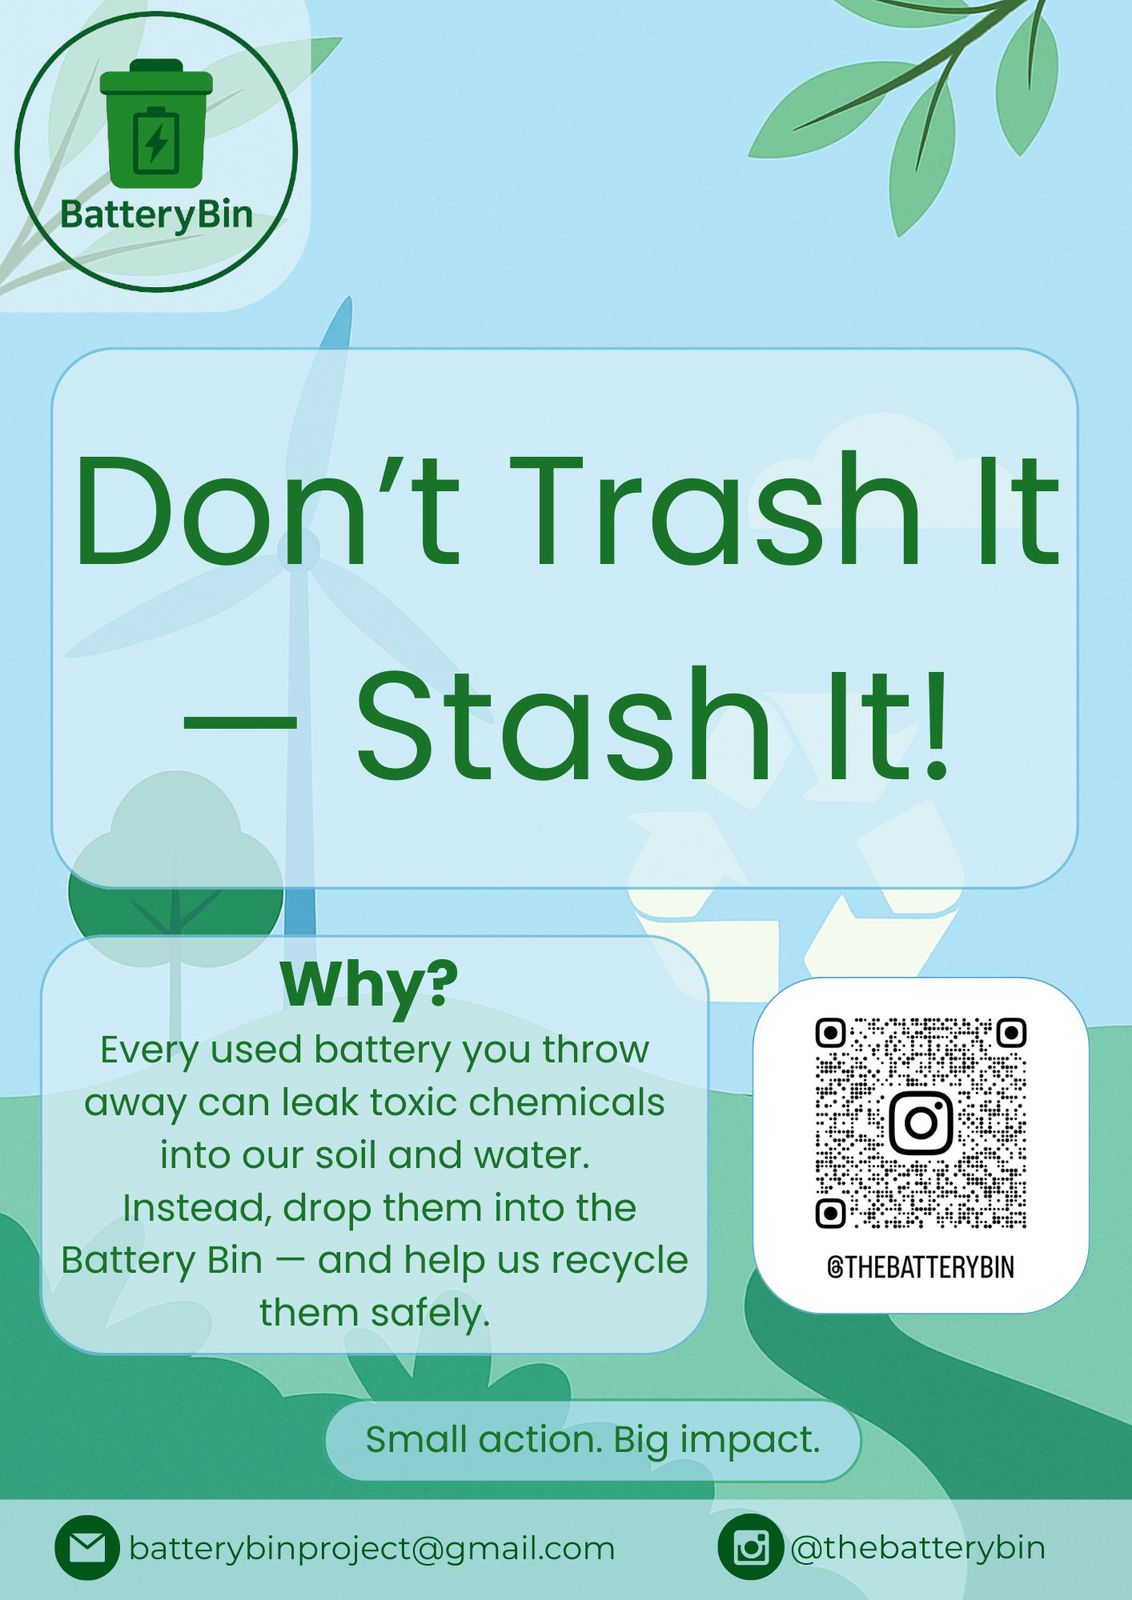 BatteryBin
Don’t Trash It
— Stash It!
Why?
Every used battery you throw
away can leak toxic chemicals
into our soil and water.
Instead, drop them into the
Battery Bin — and help us recycle
them safely.
@THEBATTERYBIN
Small action. Big impact.
batterybinproject@gmail.com
@thebatterybin